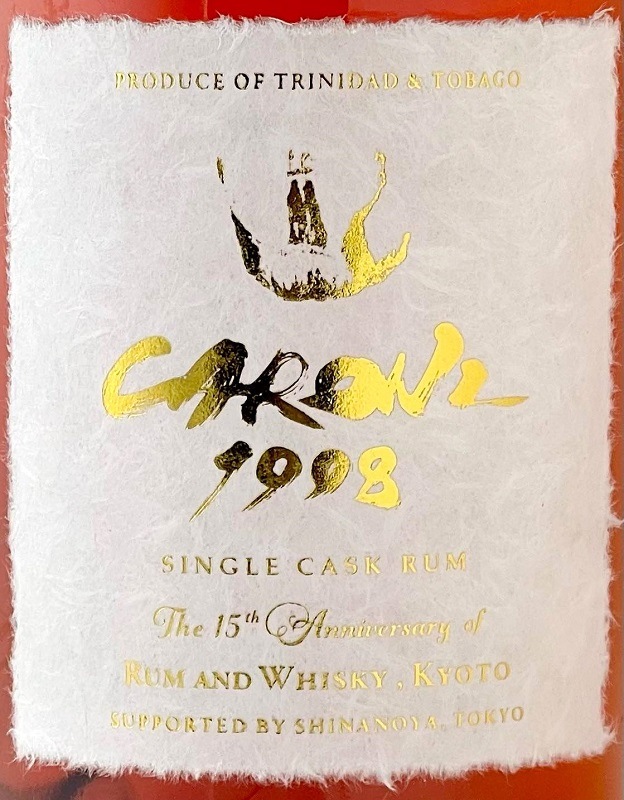 PRODUCE OF TRINIDAD & TOBAGO
CARONI
1998
SINGLE CASK RUM
The 15th Anniversary of
RUM AND WHISKY, KYOTO
SUPPORTED BY SHINANOYA, TOKYO